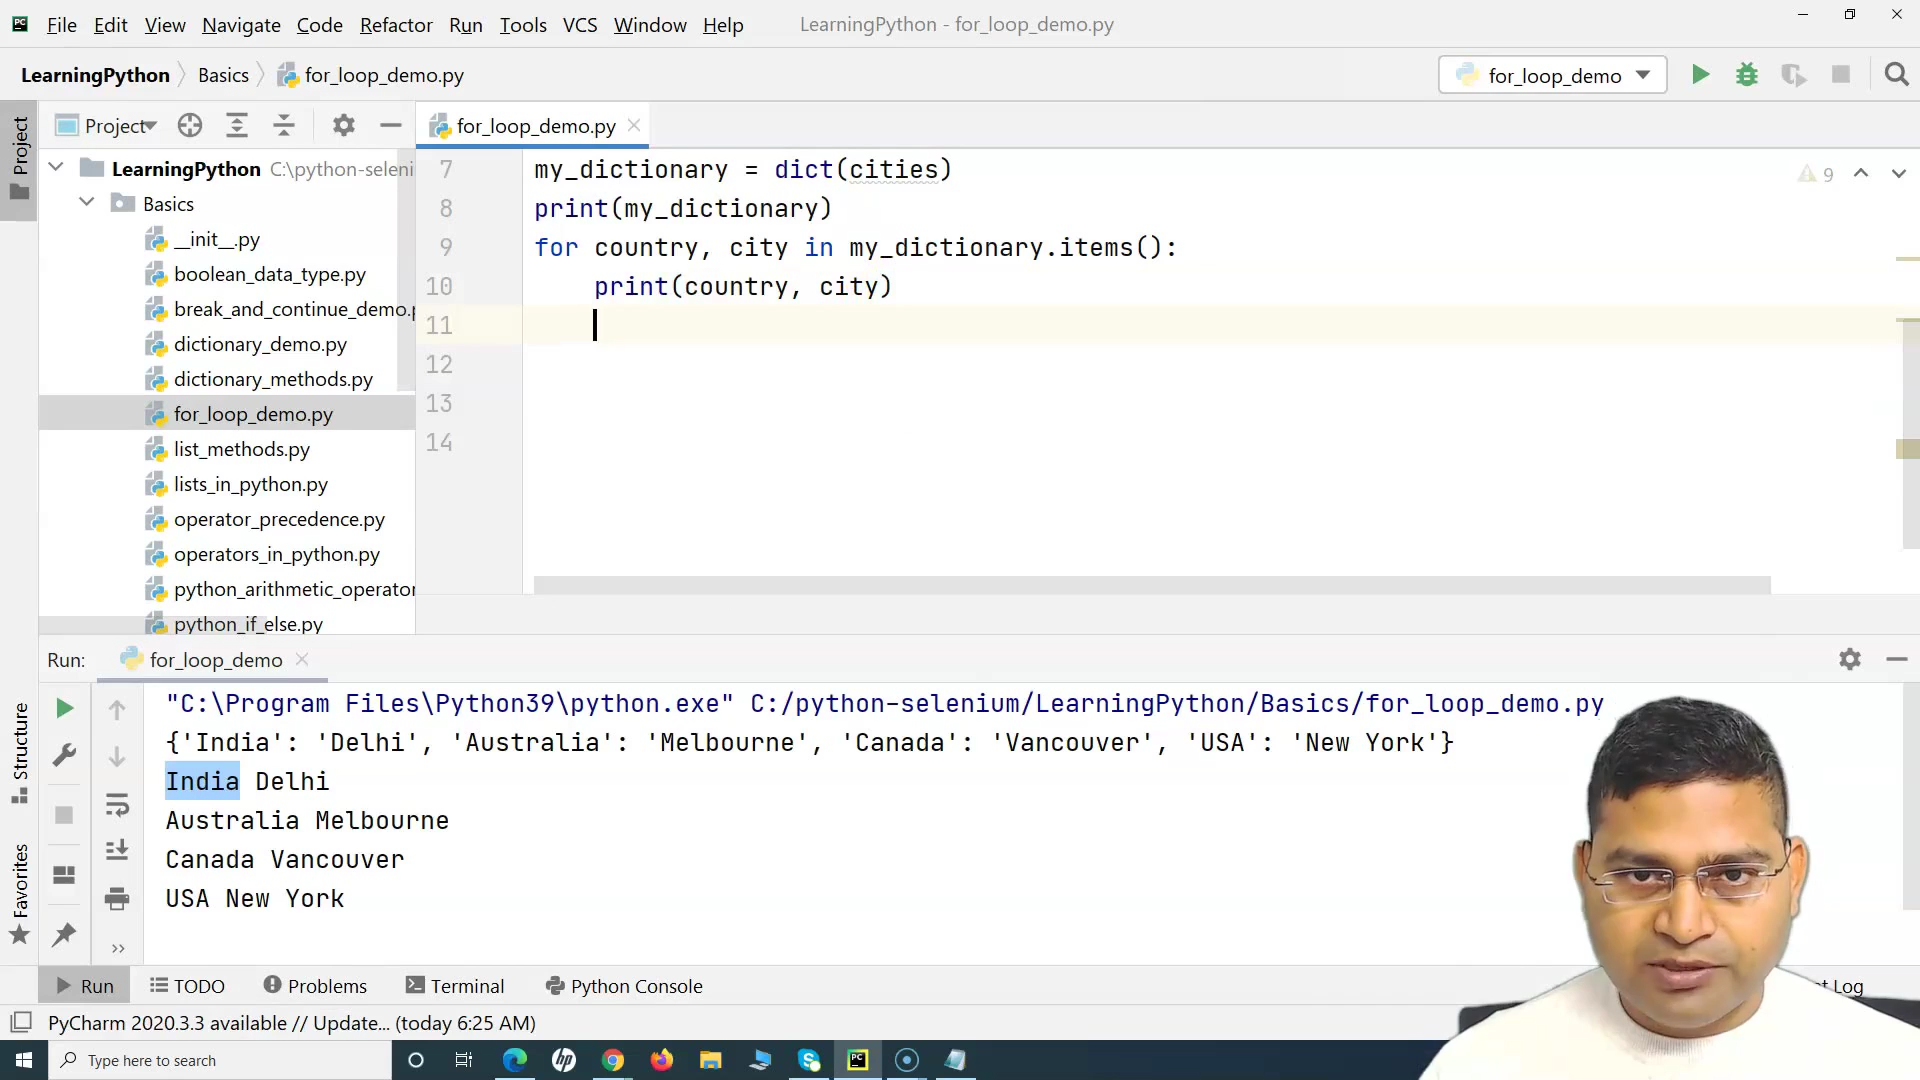 File Edit View Navigate Code Refactor Run Tools VCS Window Help LearningPython - for_loop_demo.py
LearningPython Basics for_loop_demo.py for_loop_demo
Project
Project
for_loop_demo.py
LearningPython C:\python-seleni
Basics
__init__.py
boolean_data_type.py
break_and_continue_demo.p
dictionary_demo.py
dictionary_methods.py
for_loop_demo.py
list_methods.py
lists_in_python.py
operator_precedence.py
operators_in_python.py
python_arithmetic_operator
python_if_else.py
7 my_dictionary = dict(cities)
8 print(my_dictionary)
9 for country, city in my_dictionary.items():
10 print(country, city)
11
12
13
14
9
Run: for_loop_demo
"C:\Program Files\Python39\python.exe" C:/python-selenium/LearningPython/Basics/for_loop_demo.py
{'India': 'Delhi', 'Australia': 'Melbourne', 'Canada': 'Vancouver', 'USA': 'New York'}
India Delhi
Australia Melbourne
Canada Vancouver
USA New York
Structure
Favorites
Run TODO Problems Terminal Python Console t Log
PyCharm 2020.3.3 available // Update... (today 6:25 AM)
Type here to search